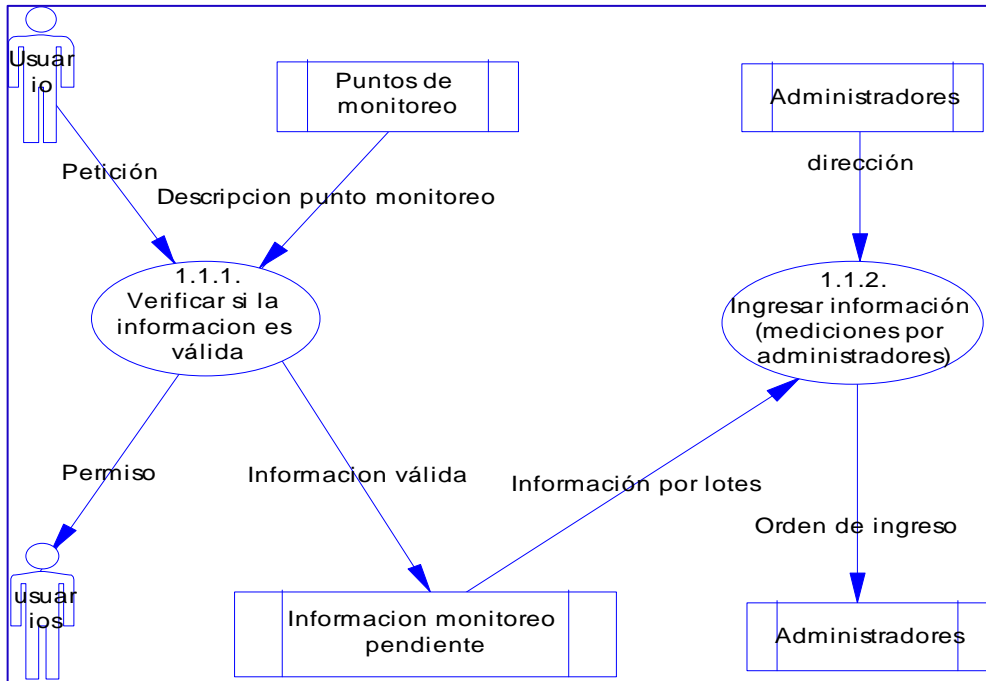 Usuar
io
Puntos de
monitoreo
Administradores
Petición
Descripcion punto monitoreo
dirección
1.1.1.
Verificar si la
informacion es
válida
1.1.2.
Ingresar información
(mediciones por
administradores)
Permiso
Informacion válida
Información por lotes
Orden de ingreso
usuar
ios
Informacion monitoreo
pendiente
Administradores